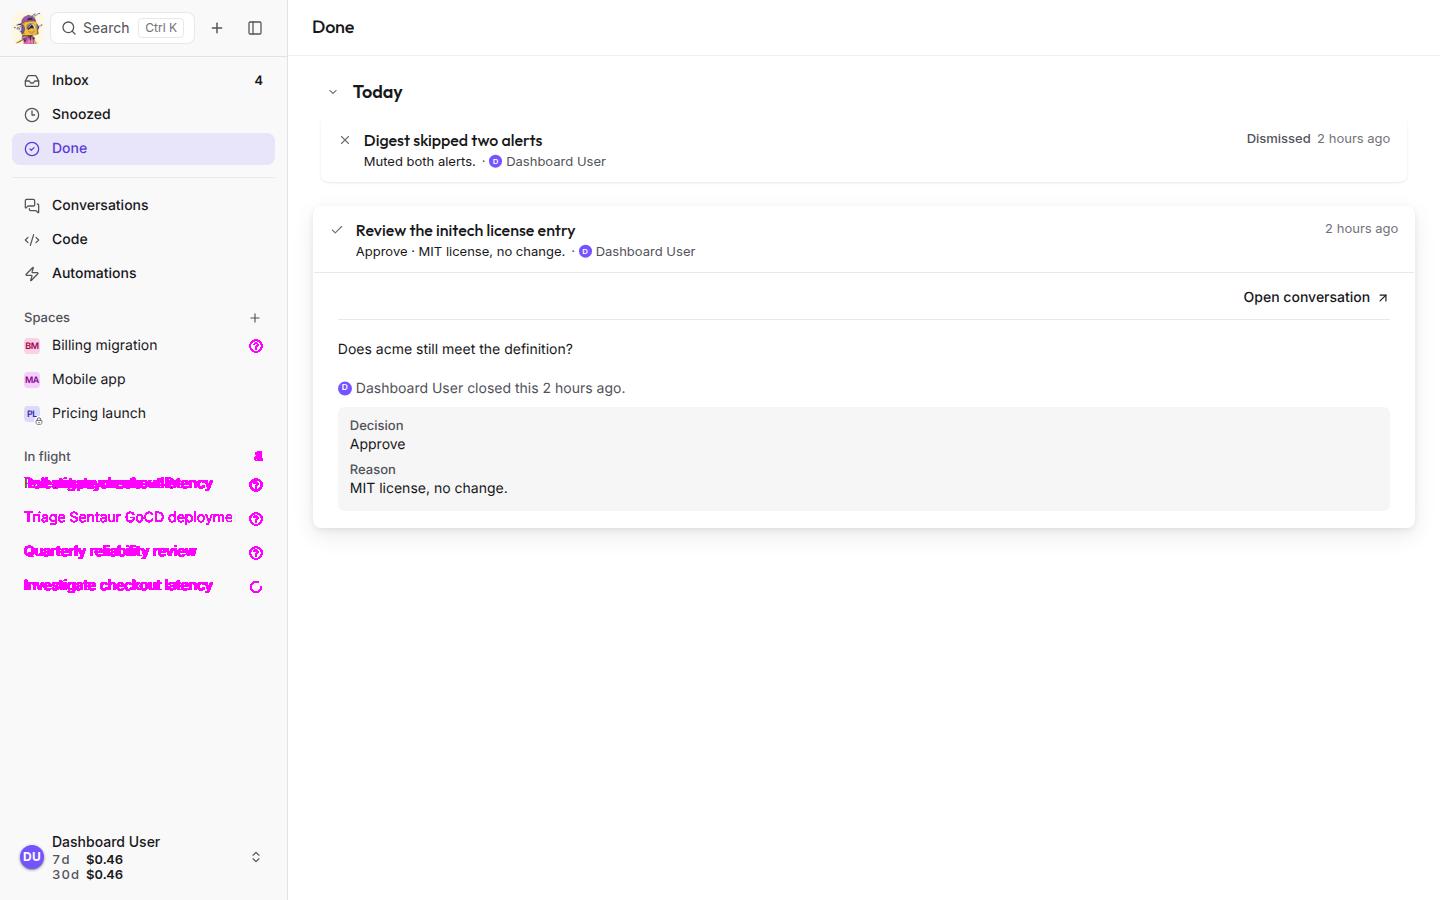 Search Ctrl K
Inbox 4
Snoozed
Done
Conversations
Code
Automations
Spaces
BM Billing migration
MA Mobile app
PL Pricing launch
In flight
Triage Sentaur GoCD deployme
Quarterly reliability review
Investigate checkout latency
DU Dashboard User
7d $0.46
30d $0.46
Done
Today
Digest skipped two alerts Dismissed 2 hours ago
Muted both alerts. · D Dashboard User
Review the initech license entry 2 hours ago
Approve · MIT license, no change. · D Dashboard User
Open conversation
Does acme still meet the definition?
D Dashboard User closed this 2 hours ago.
Decision
Approve
Reason
MIT license, no change.